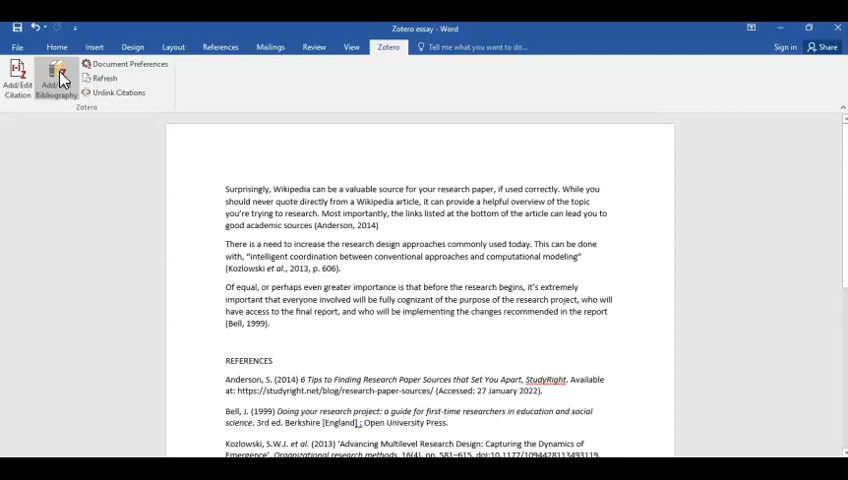 Zotero essay - Word
File Home Insert Design Layout References Mailings Review View Zotero Tell me what you want to do... Sign in Share
Add/Edit Citation
Bibliography
Document Preferences
Refresh
Unlink Citations
Zotero
Surprisingly, Wikipedia can be a valuable source for your research paper, if used correctly. While you
should never quote directly from a Wikipedia article, it can provide a helpful overview of the topic
you're trying to research. Most importantly, the links listed at the bottom of the article can lead you to
good academic sources (Anderson, 2014)
There is a need to increase the research design approaches commonly used today. This can be done
with, "intelligent coordination between conventional approaches and computational modeling"
(Kozlowski et al., 2013, p. 606).
Of equal, or perhaps even greater importance is that before the research begins, it's extremely
important that everyone involved will be fully cognizant of the purpose of the research project, who will
have access to the final report, and who will be implementing the changes recommended in the report
(Bell, 1999).
REFERENCES
Anderson, S. (2014) 6 Tips to Finding Research Paper Sources that Set You Apart, StudyRight. Available
at: https://studyright.net/blog/research-paper-sources/ (Accessed: 27 January 2022).
Bell, J. (1999) Doing your research project: a guide for first-time researchers in education and social
science. 3rd ed. Berkshire [England] ; Open University Press.
Kozlowski, S.W.J. et al. (2013) 'Advancing Multilevel Research Design: Capturing the Dynamics of
Emergence', Organizational research methods, 16(4), pp. 581–615. doi:10.1177/1094428113493119.